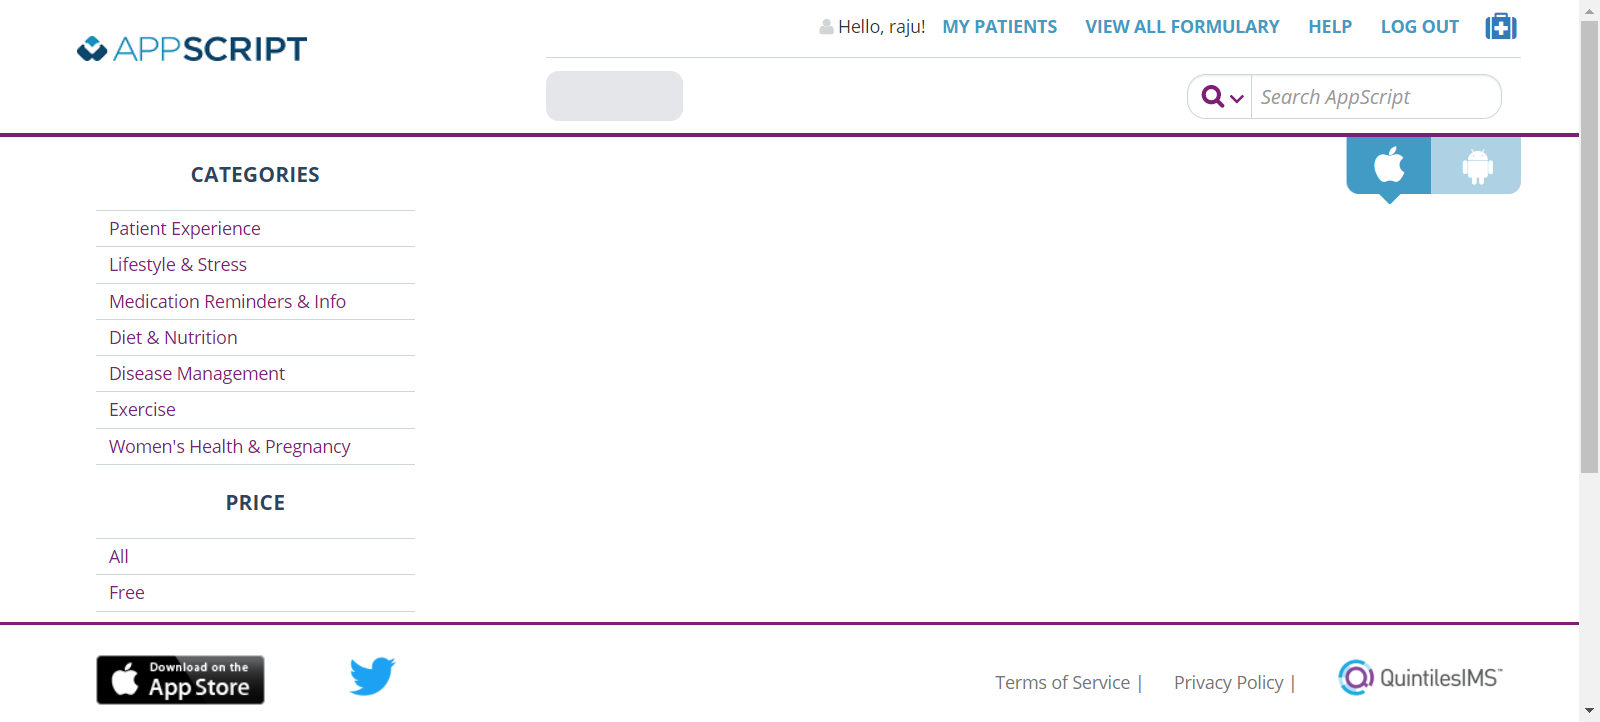 Hello, raju! MY PATIENTS VIEW ALL FORMULARY HELP LOG OUT
APPSCRIPT
Search AppScript
CATEGORIES
Patient Experience
Lifestyle & Stress
Medication Reminders & Info
Diet & Nutrition
Disease Management
Exercise
Women's Health & Pregnancy
PRICE
All
Free
Download on the
App Store
Terms of Service |
Privacy Policy |
QuintilesIMS™